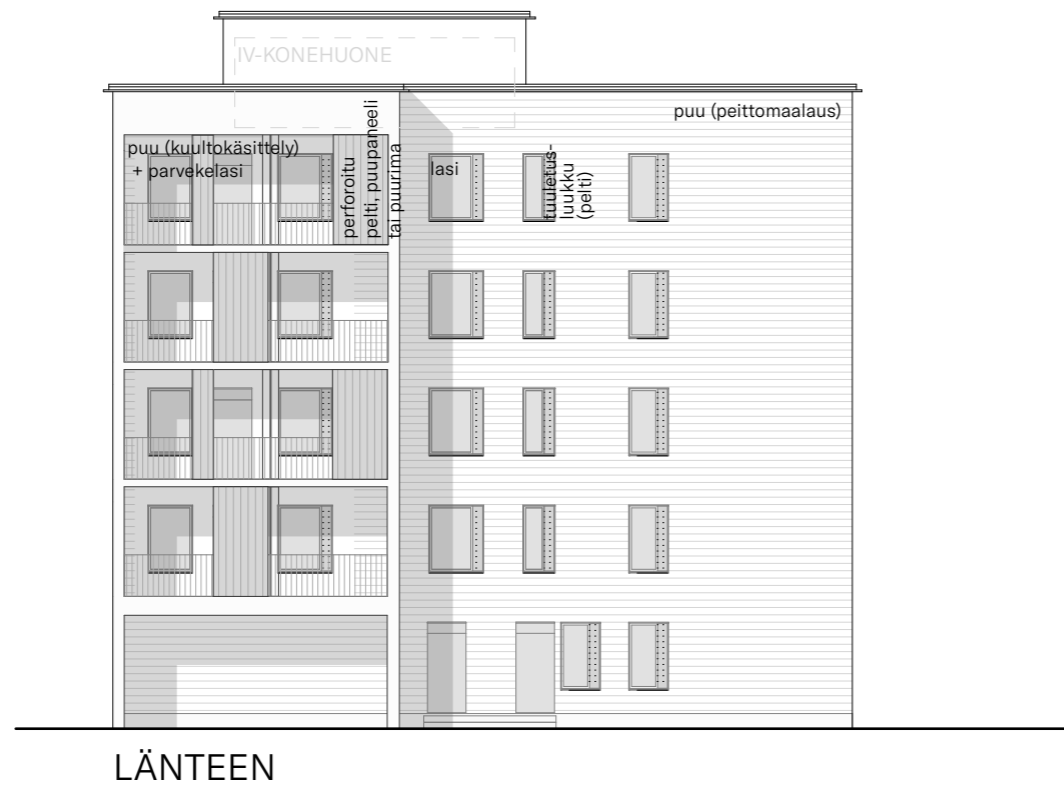 IV-KONEHUONE
puu (peittomaalaus)
puu (kuultokäsittely)
+ parvekelasi
perforoitu
pelti, puupaneeli
tai puurima
lasi
tuuletus-
luukku
(pelti)
LÄNTEEN